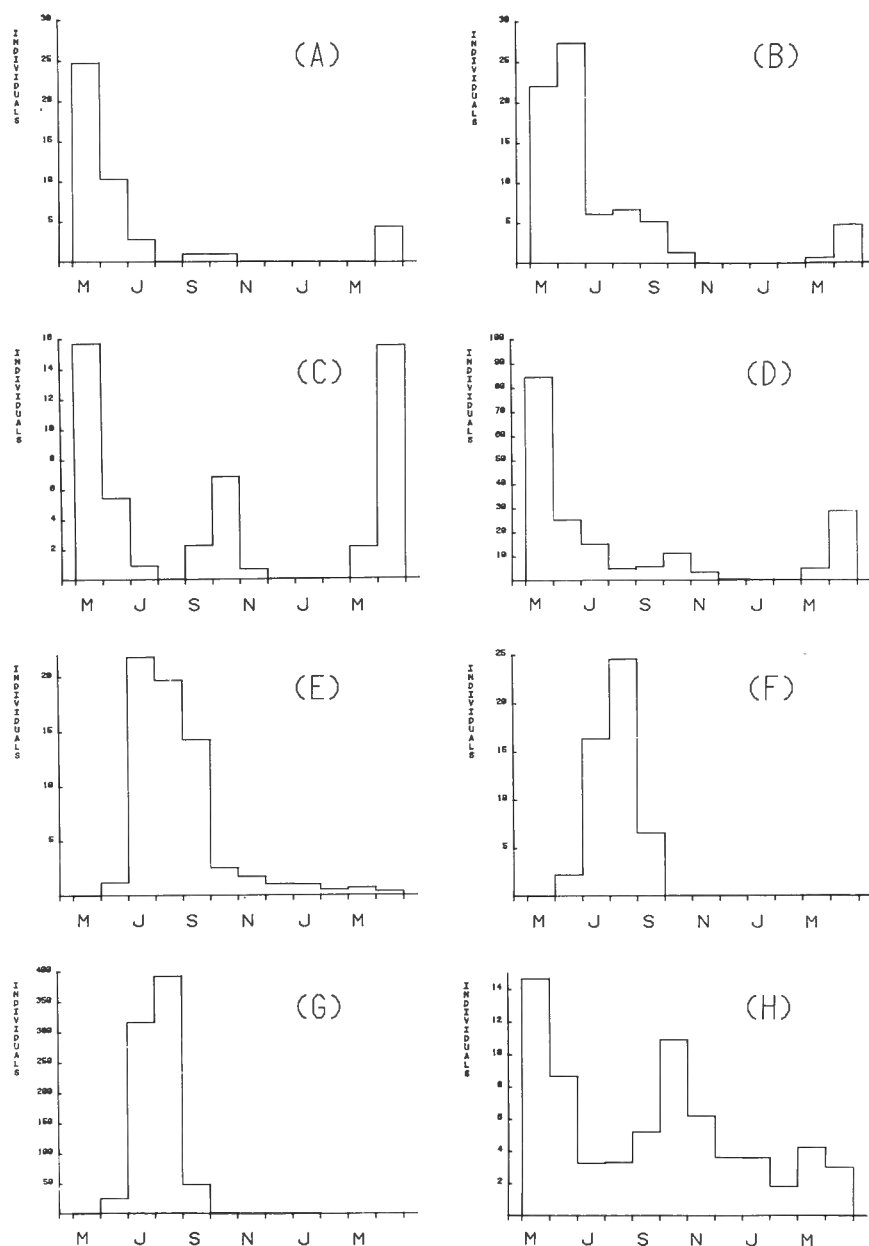 INDIVIDUALS
(A)
30
25
20
15
10
5
M J S N J M
INDIVIDUALS
(B)
30
25
20
15
10
5
M J S N J M
INDIVIDUALS
(C)
16
14
12
10
8
6
4
2
M J S N J M
INDIVIDUALS
(D)
100
90
80
70
60
50
40
30
20
10
M J S N J M
INDIVIDUALS
(E)
20
15
10
5
M J S N J M
INDIVIDUALS
(F)
25
20
15
10
5
M J S N J M
INDIVIDUALS
(G)
400
350
300
250
200
150
100
50
M J S N J M
INDIVIDUALS
(H)
14
12
10
8
6
4
2
M J S N J M